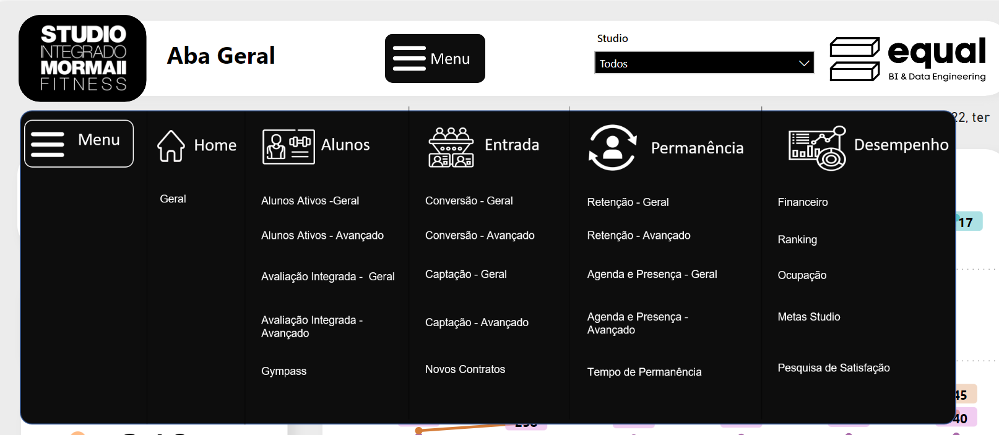 STUDIO
INTEGRADO
MORMAII
FITNESS
Aba Geral
Menu
Studio
Todos
equal
BI & Data Engineering
22, ter
Menu
Home
Alunos
Entrada
Permanência
Desempenho
Geral
Alunos Ativos -Geral
Alunos Ativos - Avançado
Avaliação Integrada -  Geral
Avaliação Integrada -
Avançado
Gympass
Conversão - Geral
Conversão - Avançado
Captação - Geral
Captação - Avançado
Novos Contratos
Retenção - Geral
Retenção - Avançado
Agenda e Presença - Geral
Agenda e Presença -
Avançado
Tempo de Permanência
Financeiro
Ranking
Ocupação
Metas Studio
Pesquisa de Satisfação
17
45
40